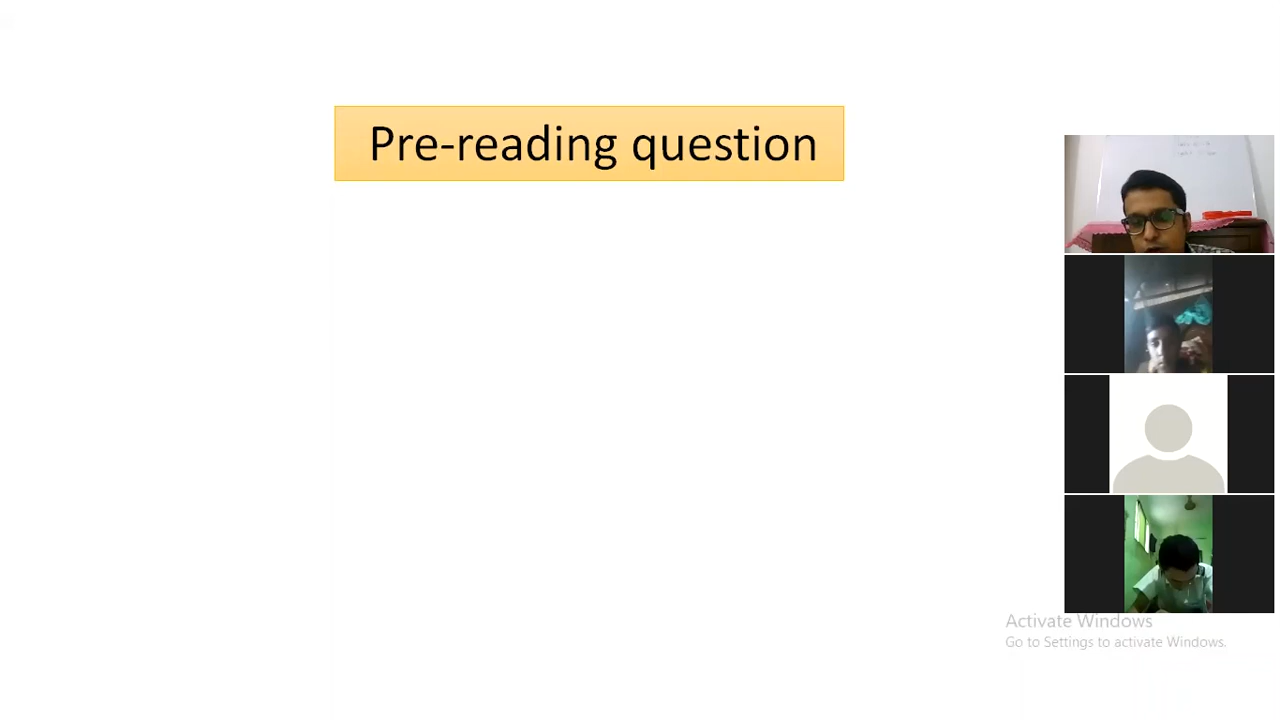 Pre-reading question
Activate Windows
Go to Settings to activate Windows.